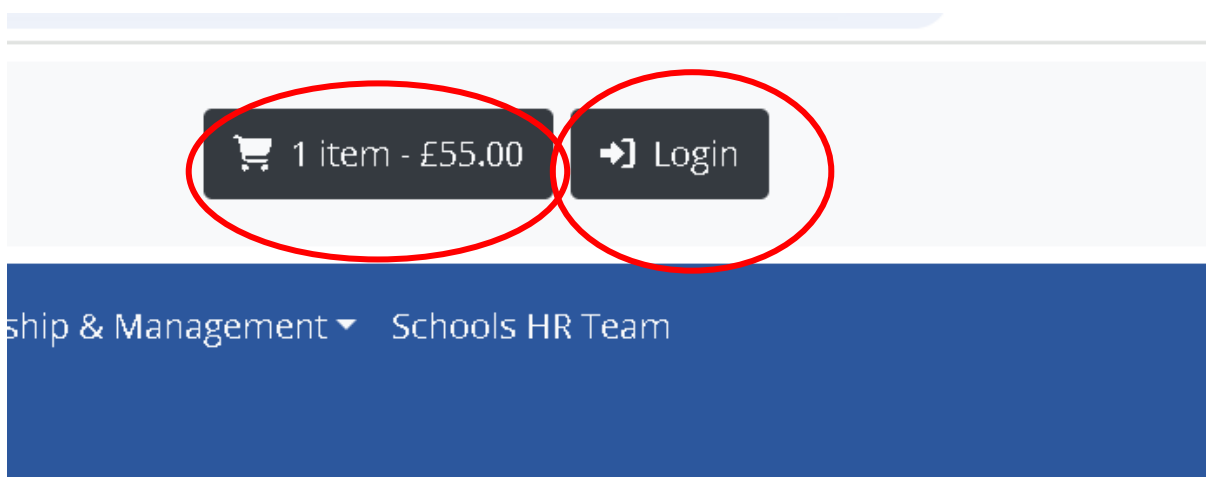 1 item - £55.00
Login
ship & Management
Schools HR Team